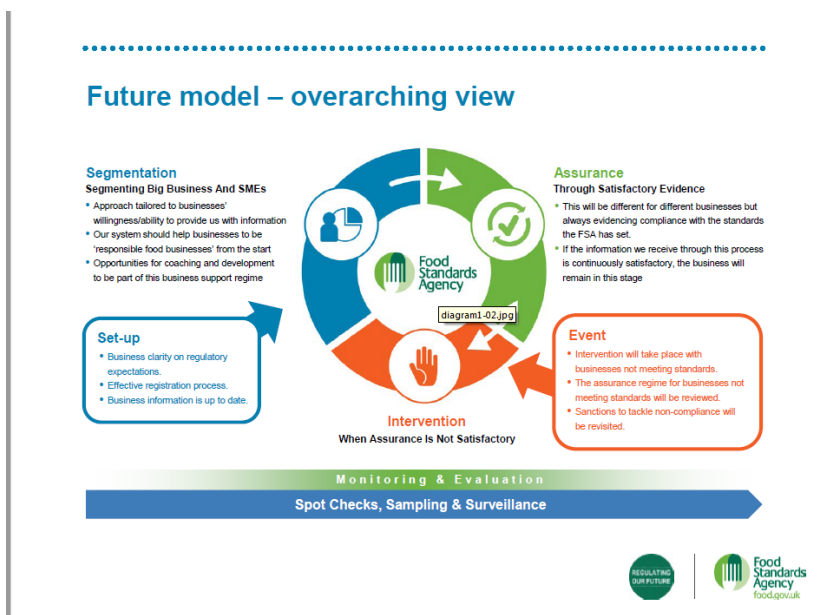 Future model – overarching view
Segmentation
Segmenting Big Business And SMEs
• Approach tailored to businesses'
willingness/ability to provide us with information
• Our system should help businesses to be
'responsible food businesses' from the start
• Opportunities for coaching and development
to be part of this business support regime
Assurance
Through Satisfactory Evidence
• This will be different for different businesses but
always evidencing compliance with the standards
the FSA has set.
• If the information we receive through this process
is continuously satisfactory, the business will
remain in this stage
Food
Standards
Agency
diagram1-02.jpg
Set-up
• Business clarity on regulatory
expectations.
• Effective registration process.
• Business information is up to date.
Event
• Intervention will take place with
businesses not meeting standards.
• The assurance regime for businesses not
meeting standards will be reviewed.
• Sanctions to tackle non-compliance will
be revisited.
Intervention
When Assurance Is Not Satisfactory
Monitoring & Evaluation
Spot Checks, Sampling & Surveillance
REGULATING
OUR FUTURE
Food
Standards
Agency
food.gov.uk